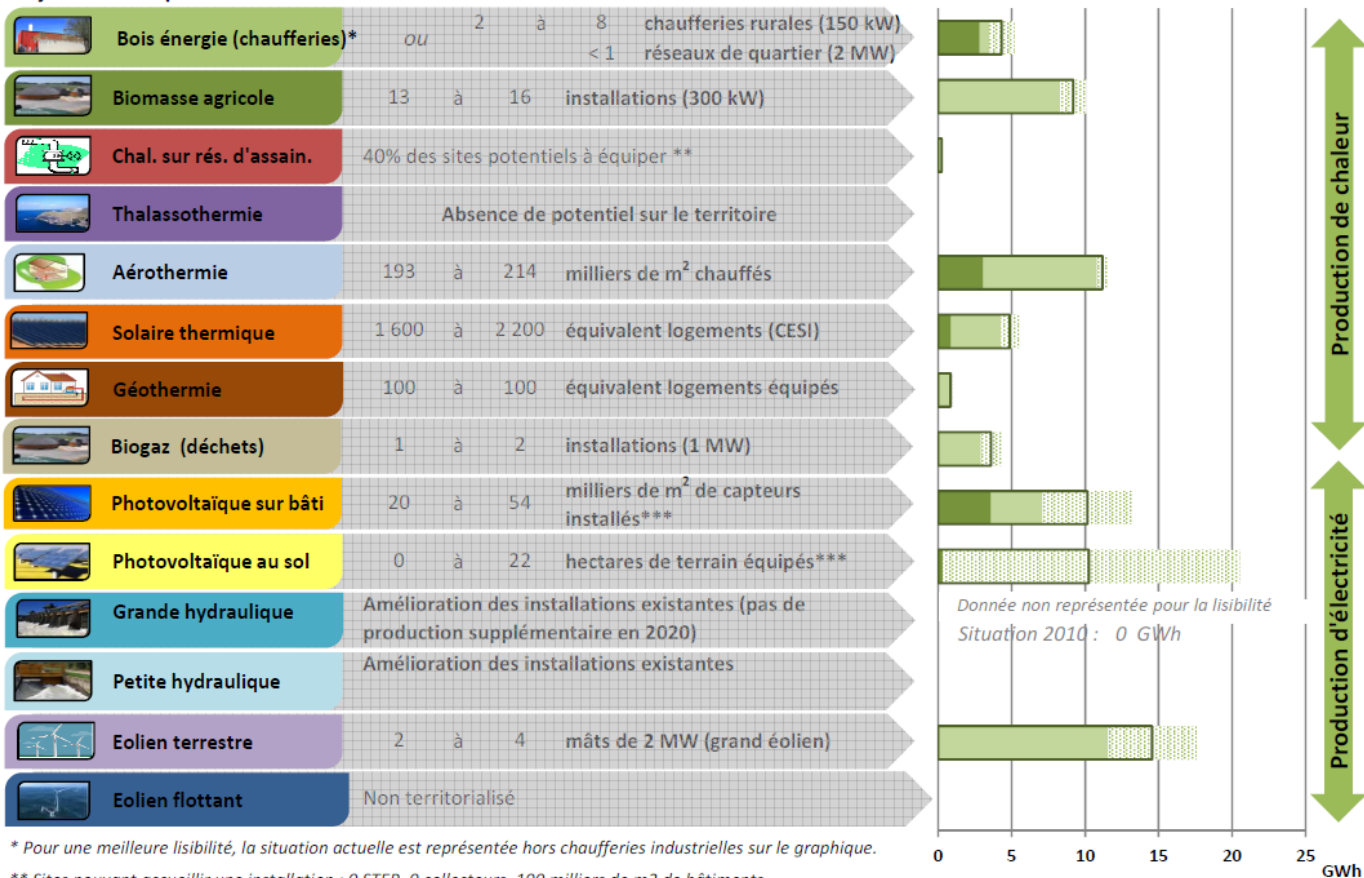 Bois énergie (chaufferies)* 2 à 8 chaufferies rurales (150 kW)
ou < 1 réseaux de quartier (2 MW)
Biomasse agricole 13 à 16 installations (300 kW)
Chal. sur rés. d'assain. 40% des sites potentiels à équiper **
Thalassothermie Absence de potentiel sur le territoire
Aérothermie 193 à 214 milliers de m² chauffés
Solaire thermique 1 600 à 2 200 équivalent logements (CESI)
Géothermie 100 à 100 équivalent logements équipés
Biogaz (déchets) 1 à 2 installations (1 MW)
Photovoltaïque sur bâti 20 à 54 milliers de m² de capteurs
installés***
Photovoltaïque au sol 0 à 22 hectares de terrain équipés***
Grande hydraulique Amélioration des installations existantes (pas de
production supplémentaire en 2020)
Donnée non représentée pour la lisibilité
Situation 2010 : 0 GWh
Petite hydraulique Amélioration des installations existantes
Eolien terrestre 2 à 4 mâts de 2 MW (grand éolien)
Eolien flottant Non territorialisé
Production de chaleur
Production d'électricité
0 5 10 15 20 25
GWh
* Pour une meilleure lisibilité, la situation actuelle est représentée hors chaufferies industrielles sur le graphique.